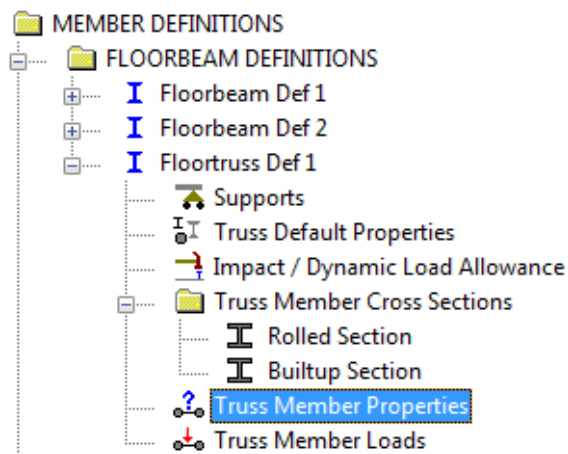 MEMBER DEFINITIONS
FLOORBEAM DEFINITIONS
Floorbeam Def 1
Floorbeam Def 2
Floortruss Def 1
Supports
Truss Default Properties
Impact / Dynamic Load Allowance
Truss Member Cross Sections
Rolled Section
Builtup Section
Truss Member Properties
Truss Member Loads